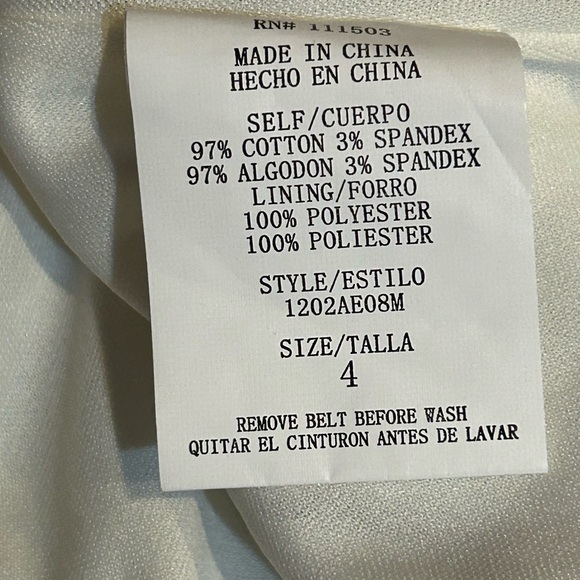 RN# 111503
MADE IN CHINA
HECHO EN CHINA
SELF/CUERPO
97% COTTON 3% SPANDEX
97% ALGODON 3% SPANDEX
LINING/FORRO
100% POLYESTER
100% POLIESTER
STYLE/ESTILO
1202AE08M
SIZE/TALLA
4
REMOVE BELT BEFORE WASH
QUITAR EL CINTURON ANTES DE LAVAR